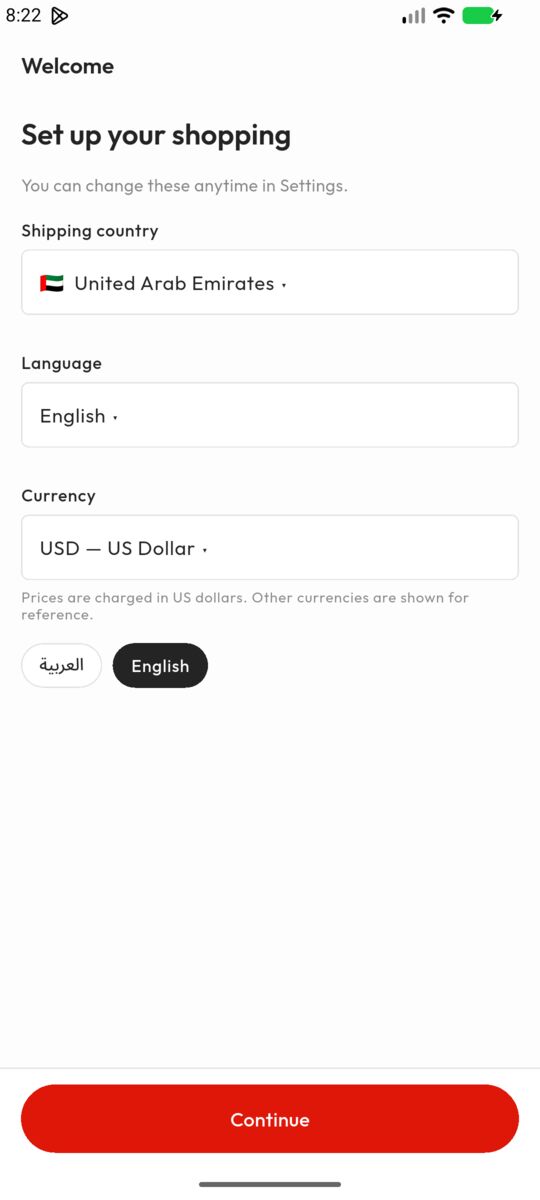 8:22
Welcome
Set up your shopping
You can change these anytime in Settings.
Shipping country
United Arab Emirates
Language
English
Currency
USD — US Dollar
Prices are charged in US dollars. Other currencies are shown for
reference.
العربية English
Continue